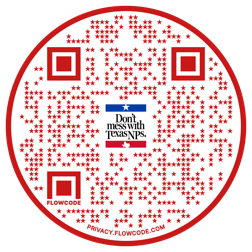 Don't
mess with
Texas NPs.
FLOWCODE
PRIVACY.FLOWCODE.COM